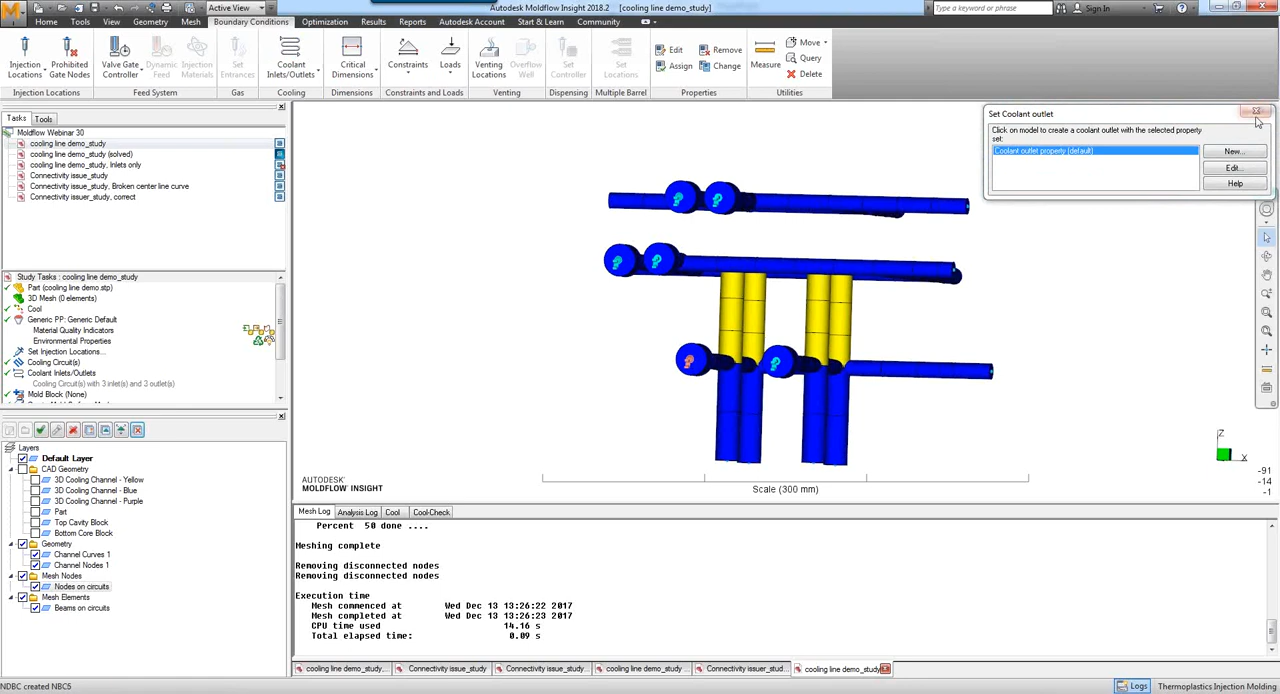 Active View
Autodesk Moldflow Insight 2018.2 [cooling line demo_study]
Type a keyword or phrase
Sign In
Home Tools View Geometry Mesh Boundary Conditions Optimization Results Reports Autodesk Account Start & Learn Community
Injection Locations
Prohibited Gate Nodes
Valve Gate Controller
Dynamic Feed
Injection Materials
Set Entrances
Coolant Inlets/Outlets
Critical Dimensions
Constraints
Loads
Venting Locations
Overflow Well
Set Controller
Set Locations
Edit
Assign
Remove
Change
Measure
Move
Query
Delete
Injection Locations Feed System Gas Cooling Dimensions Constraints and Loads Venting Dispensing Multiple Barrel Properties Utilities
Tasks Tools
Moldflow Webinar 30
cooling line demo_study
cooling line demo_study (solved)
cooling line demo_study, Inlets only
Connectivity issue_study
Connectivity issue_study, Broken center line curve
Connectivity issuer_study, correct
Set Coolant outlet
Click on model to create a coolant outlet with the selected property
set:
Coolant outlet property (default)
New...
Edit...
Help
Study Tasks : cooling line demo_study
Part (cooling line demo.stp)
3D Mesh (0 elements)
Cool
Generic PP: Generic Default
Material Quality Indicators
Environmental Properties
Set Injection Locations...
Cooling Circuit(s)
Coolant Inlets/Outlets
Cooling Circuit(s) with 3 inlet(s) and 3 outlet(s)
Mold Block (None)
Layers
Default Layer
CAD Geometry
3D Cooling Channel - Yellow
3D Cooling Channel - Blue
3D Cooling Channel - Purple
Part
Top Cavity Block
Bottom Core Block
Geometry
Channel Curves 1
Channel Nodes 1
Mesh Nodes
Nodes on circuits
Mesh Elements
Beams on circuits
AUTODESK®
MOLDFLOW® INSIGHT
Scale (300 mm)
Z
X
-91
-14
-1
Mesh Log Analysis Log Cool Cool-Check
Percent 50 done ....
Meshing complete
Removing disconnected nodes
Removing disconnected nodes
Execution time
Mesh commenced at Wed Dec 13 13:26:22 2017
Mesh completed at Wed Dec 13 13:26:23 2017
CPU time used 14.16 s
Total elapsed time: 0.09 s
cooling line demo_study,... Connectivity issue_study Connectivity issue_study... cooling line demo_study ... Connectivity issuer_stud... cooling line demo_study
NDBC created NBC5
Logs
Thermoplastics Injection Molding